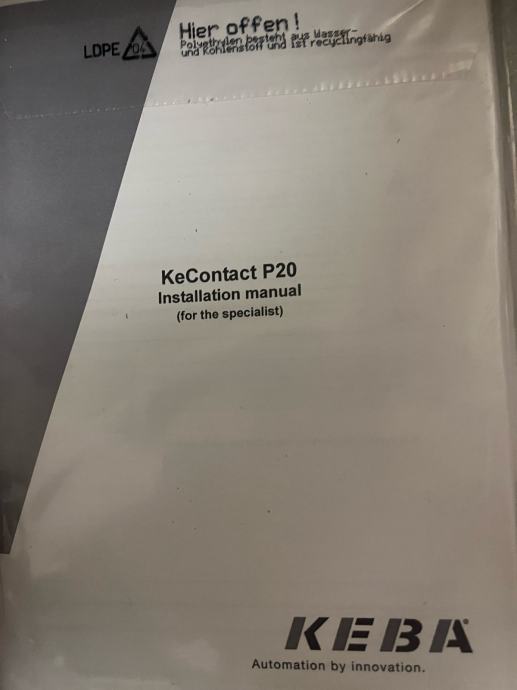 Hier offen!
LDPE 04
Polyethylen besteht aus Wasser-
und Kohlenstoff und ist recyclingfähig
KeContact P20
Installation manual
(for the specialist)
KEBA
Automation by innovation.